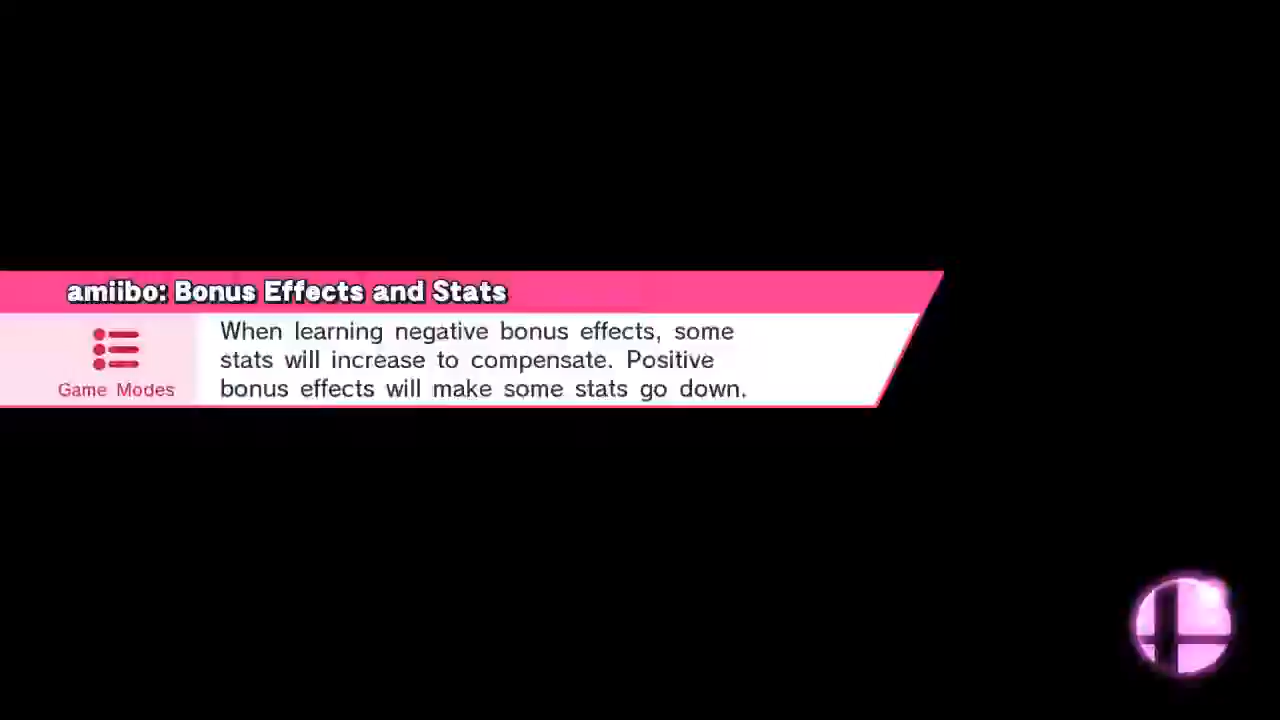 amiibo: Bonus Effects and Stats
When learning negative bonus effects, some
stats will increase to compensate. Positive
bonus effects will make some stats go down.
Game Modes